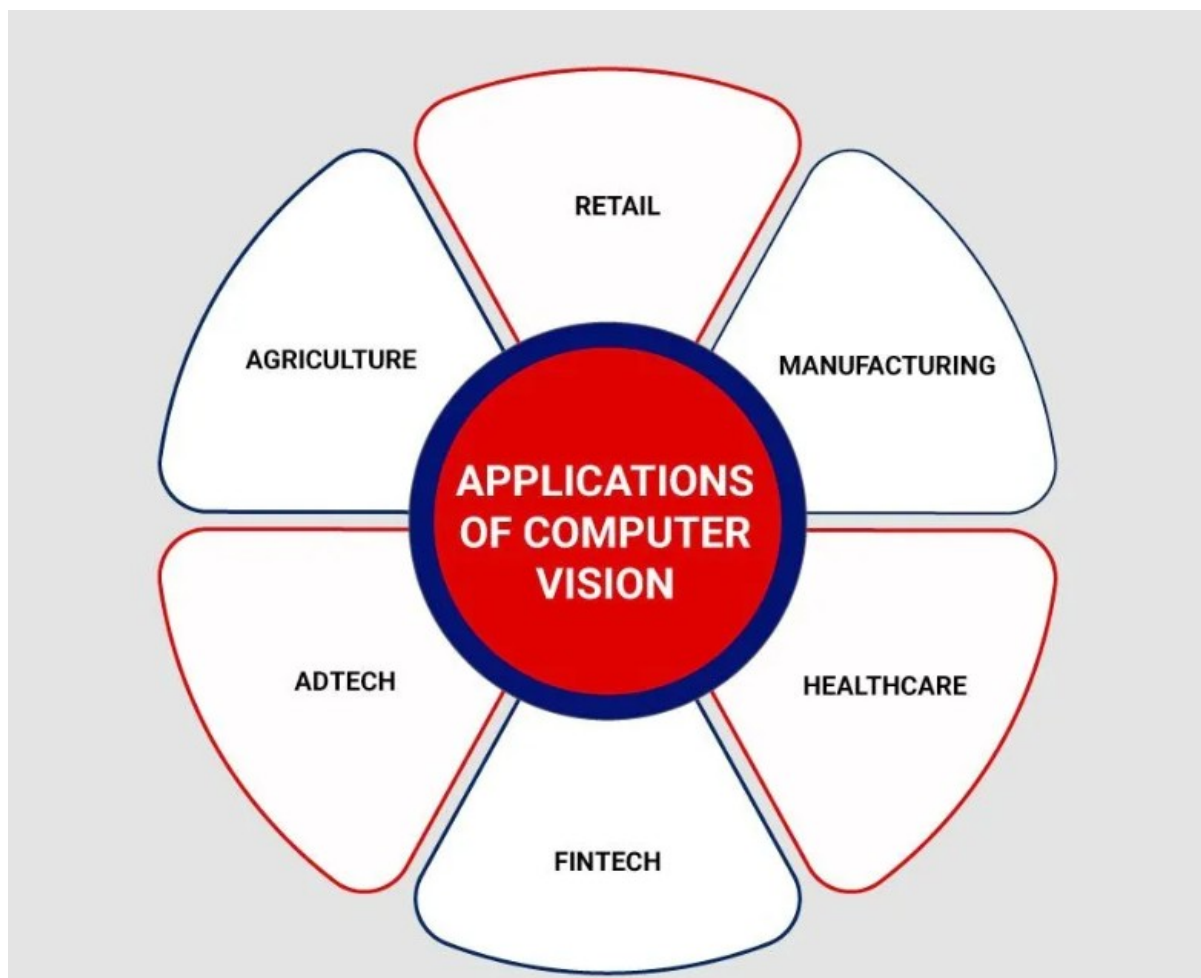 RETAIL
AGRICULTURE
MANUFACTURING
APPLICATIONS
OF COMPUTER
VISION
ADTECH
HEALTHCARE
FINTECH